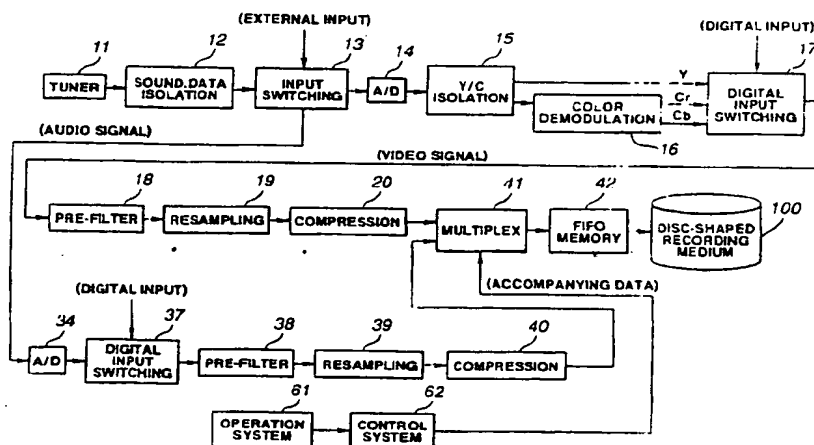 (EXTERNAL INPUT)
(DIGITAL INPUT)
11
12
13
14
15
17
TUNER
SOUND.DATA
ISOLATION
INPUT
SWITCHING
A/D
Y/C
ISOLATION
Y
Cr
Cb
COLOR
DEMODULATION
16
DIGITAL
INPUT
SWITCHING
(AUDIO SIGNAL)
(VIDEO SIGNAL)
18
19
20
41
42
100
PRE-FILTER
RESAMPLING
COMPRESSION
MULTIPLEX
FIFO
MEMORY
DISC-SHAPED
RECORDING
MEDIUM
(DIGITAL INPUT)
(ACCOMPANYING DATA)
34
37
38
39
40
A/D
DIGITAL
INPUT
SWITCHING
PRE-FILTER
RESAMPLING
COMPRESSION
61
62
OPERATION
SYSTEM
CONTROL
SYSTEM